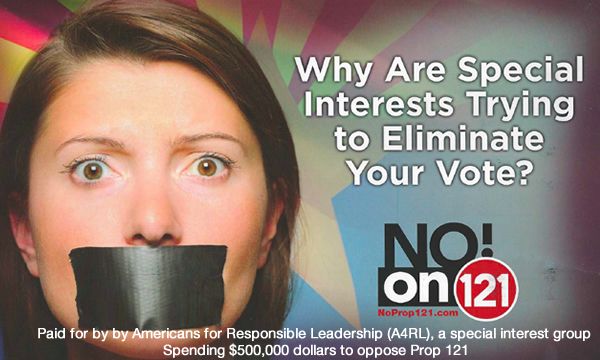 Why Are Special
Interests Trying
to Eliminate
Your Vote?
NO!
on 121
NoProp121.com
Paid for by by Americans for Responsible Leadership (A4RL), a special interest group
Spending $500,000 dollars to oppose Prop 121